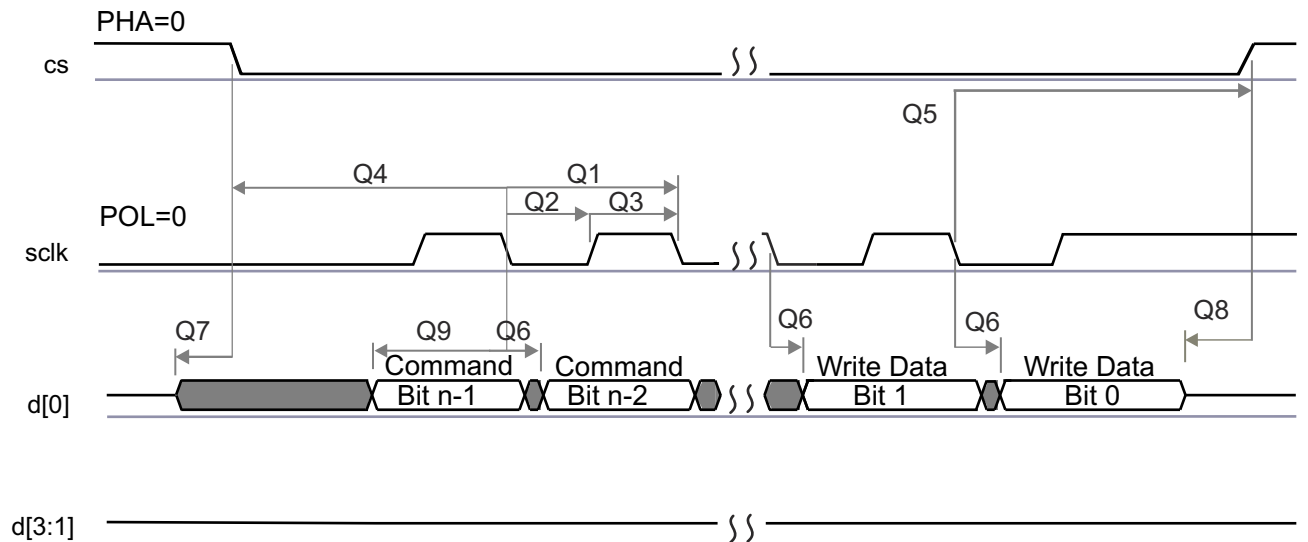 PHA=0
cs
Q5
Q4 Q1
Q2 Q3
POL=0
sclk
Q7 Q9 Q6 Q6 Q6 Q8
Command Command Write Data Write Data
d[0] Bit n-1 Bit n-2 Bit 1 Bit 0
d[3:1]